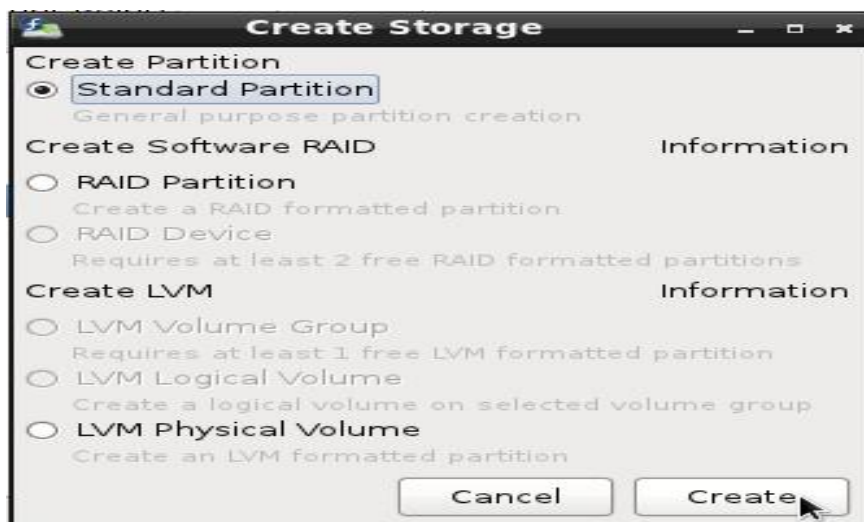 Create Storage
Create Partition
Standard Partition
General purpose partition creation
Create Software RAID Information
RAID Partition
Create a RAID formatted partition
RAID Device
Requires at least 2 free RAID formatted partitions
Create LVM Information
LVM Volume Group
Requires at least 1 free LVM formatted partition
LVM Logical Volume
Create a logical volume on selected volume group
LVM Physical Volume
Create an LVM formatted partition
Cancel Create